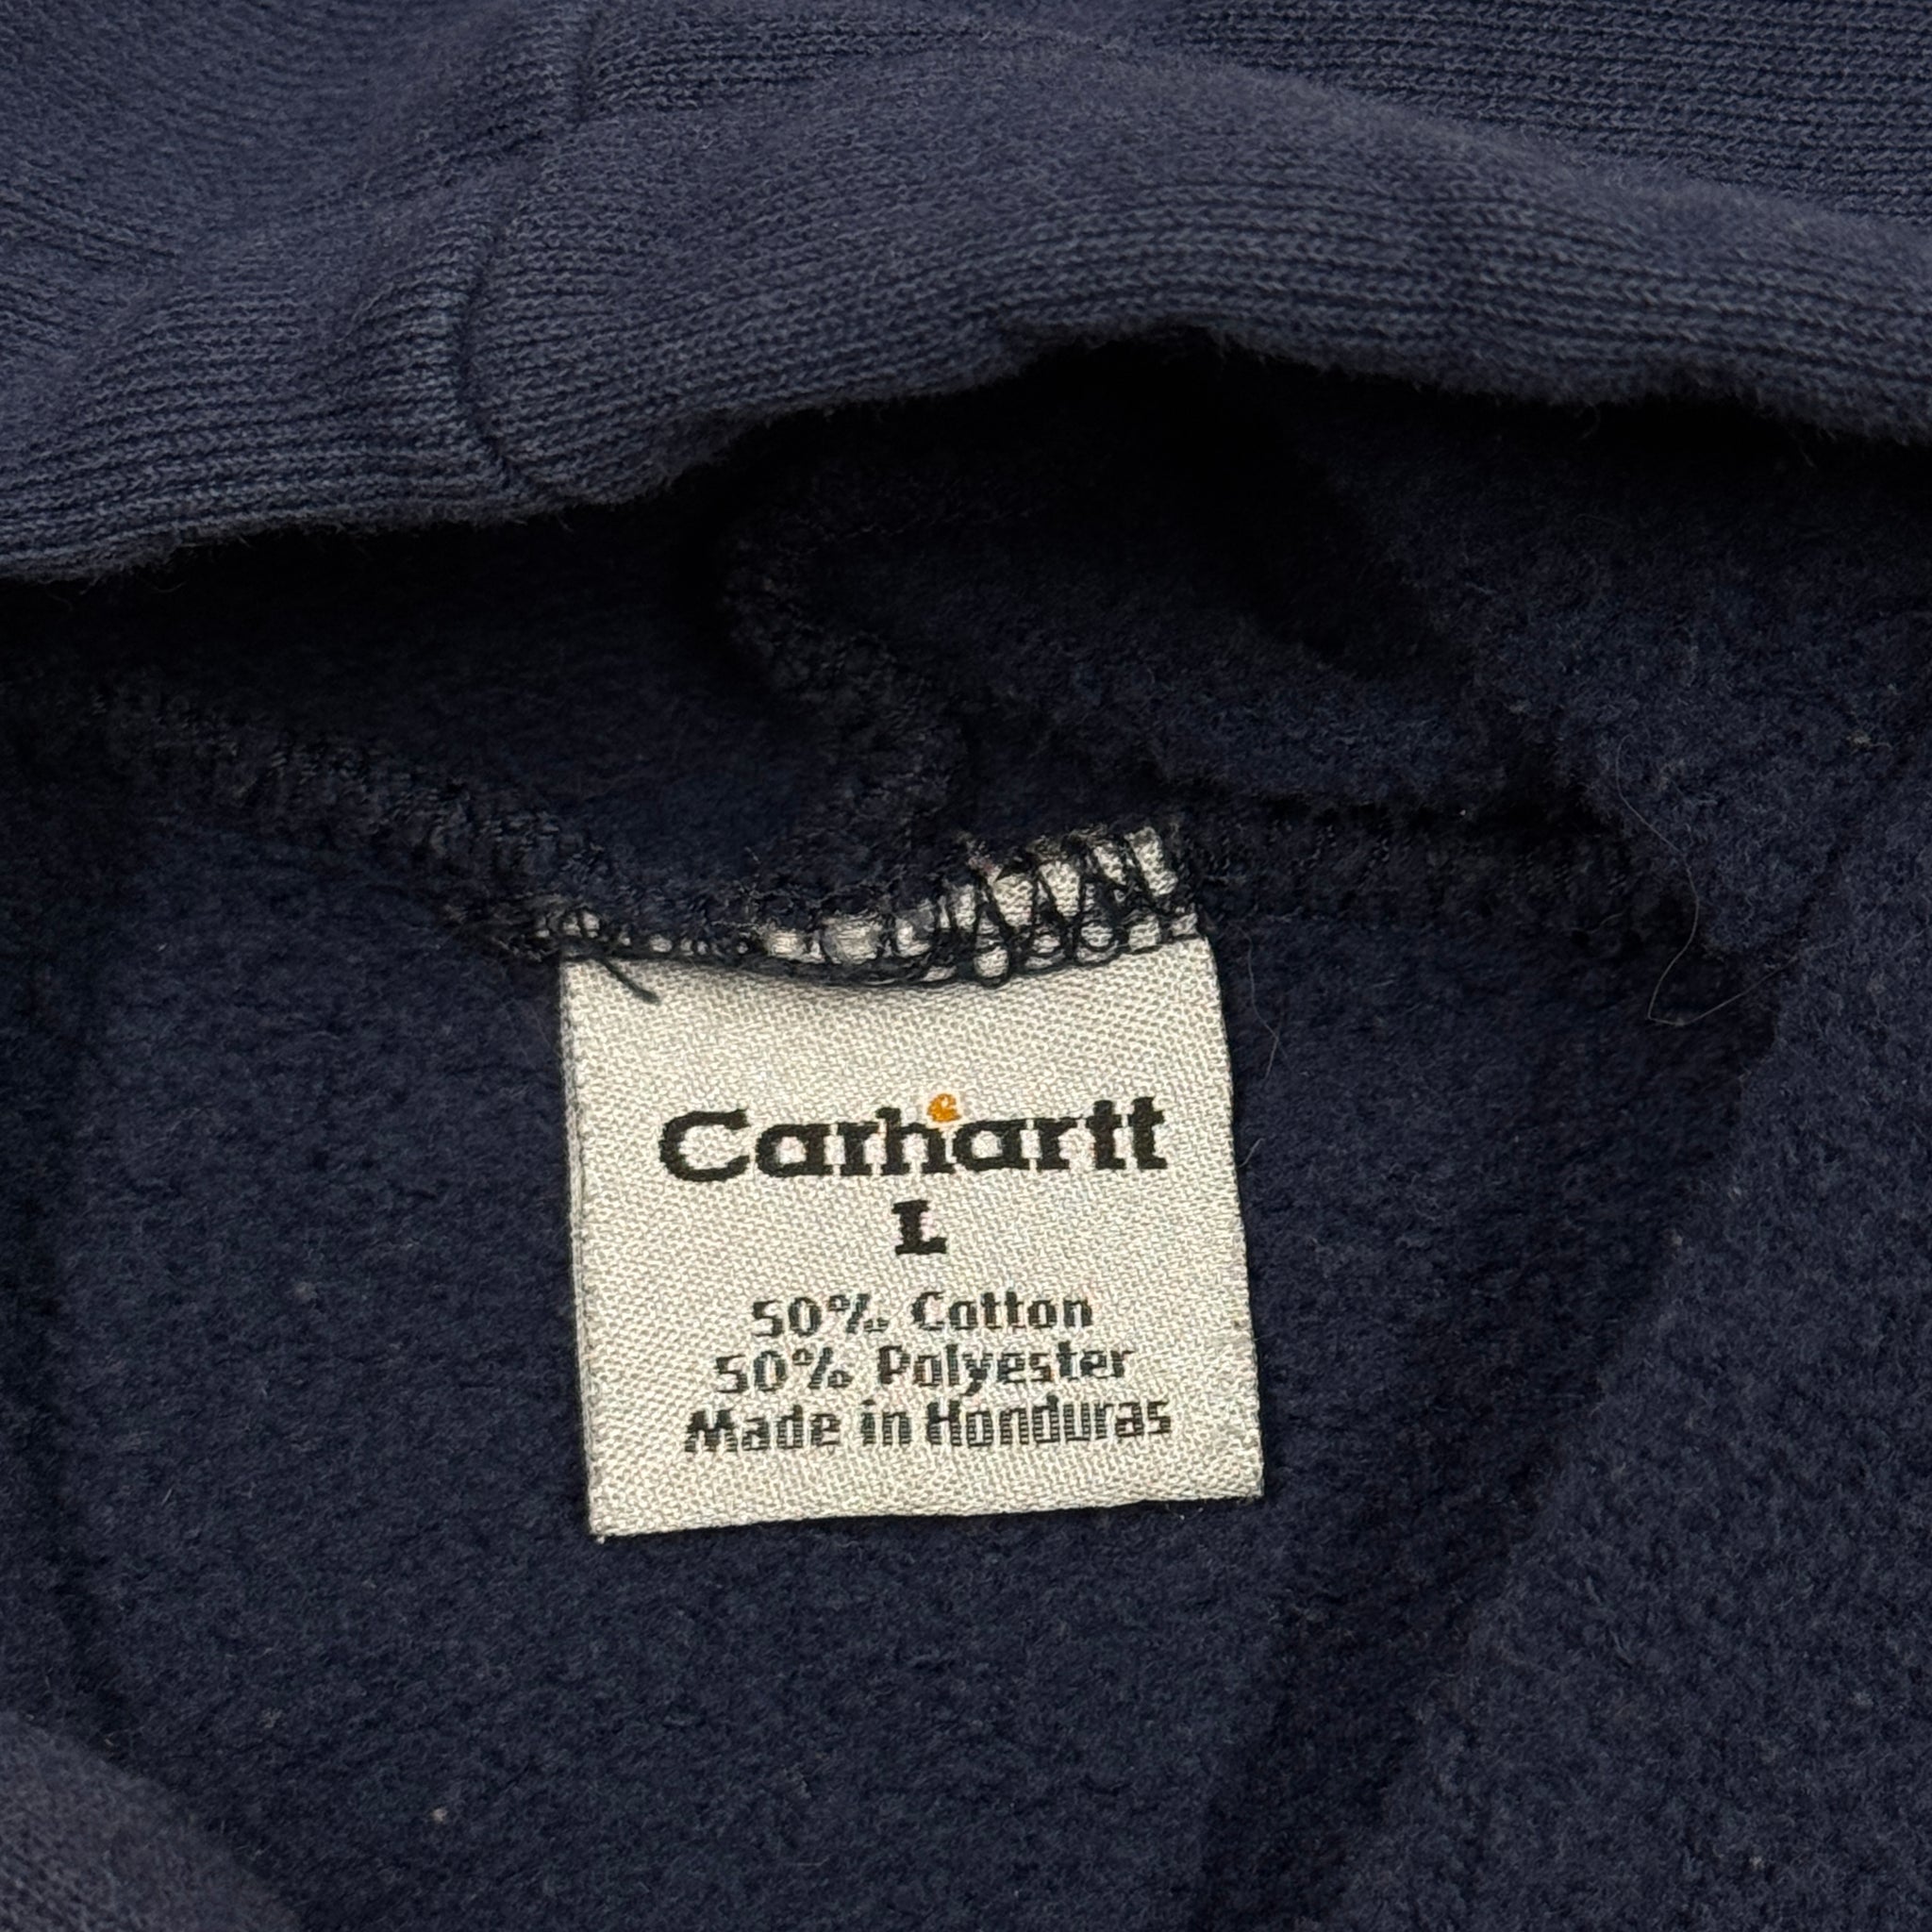 Carhartt
L
50% Cotton
50% Polyester
Made in Honduras